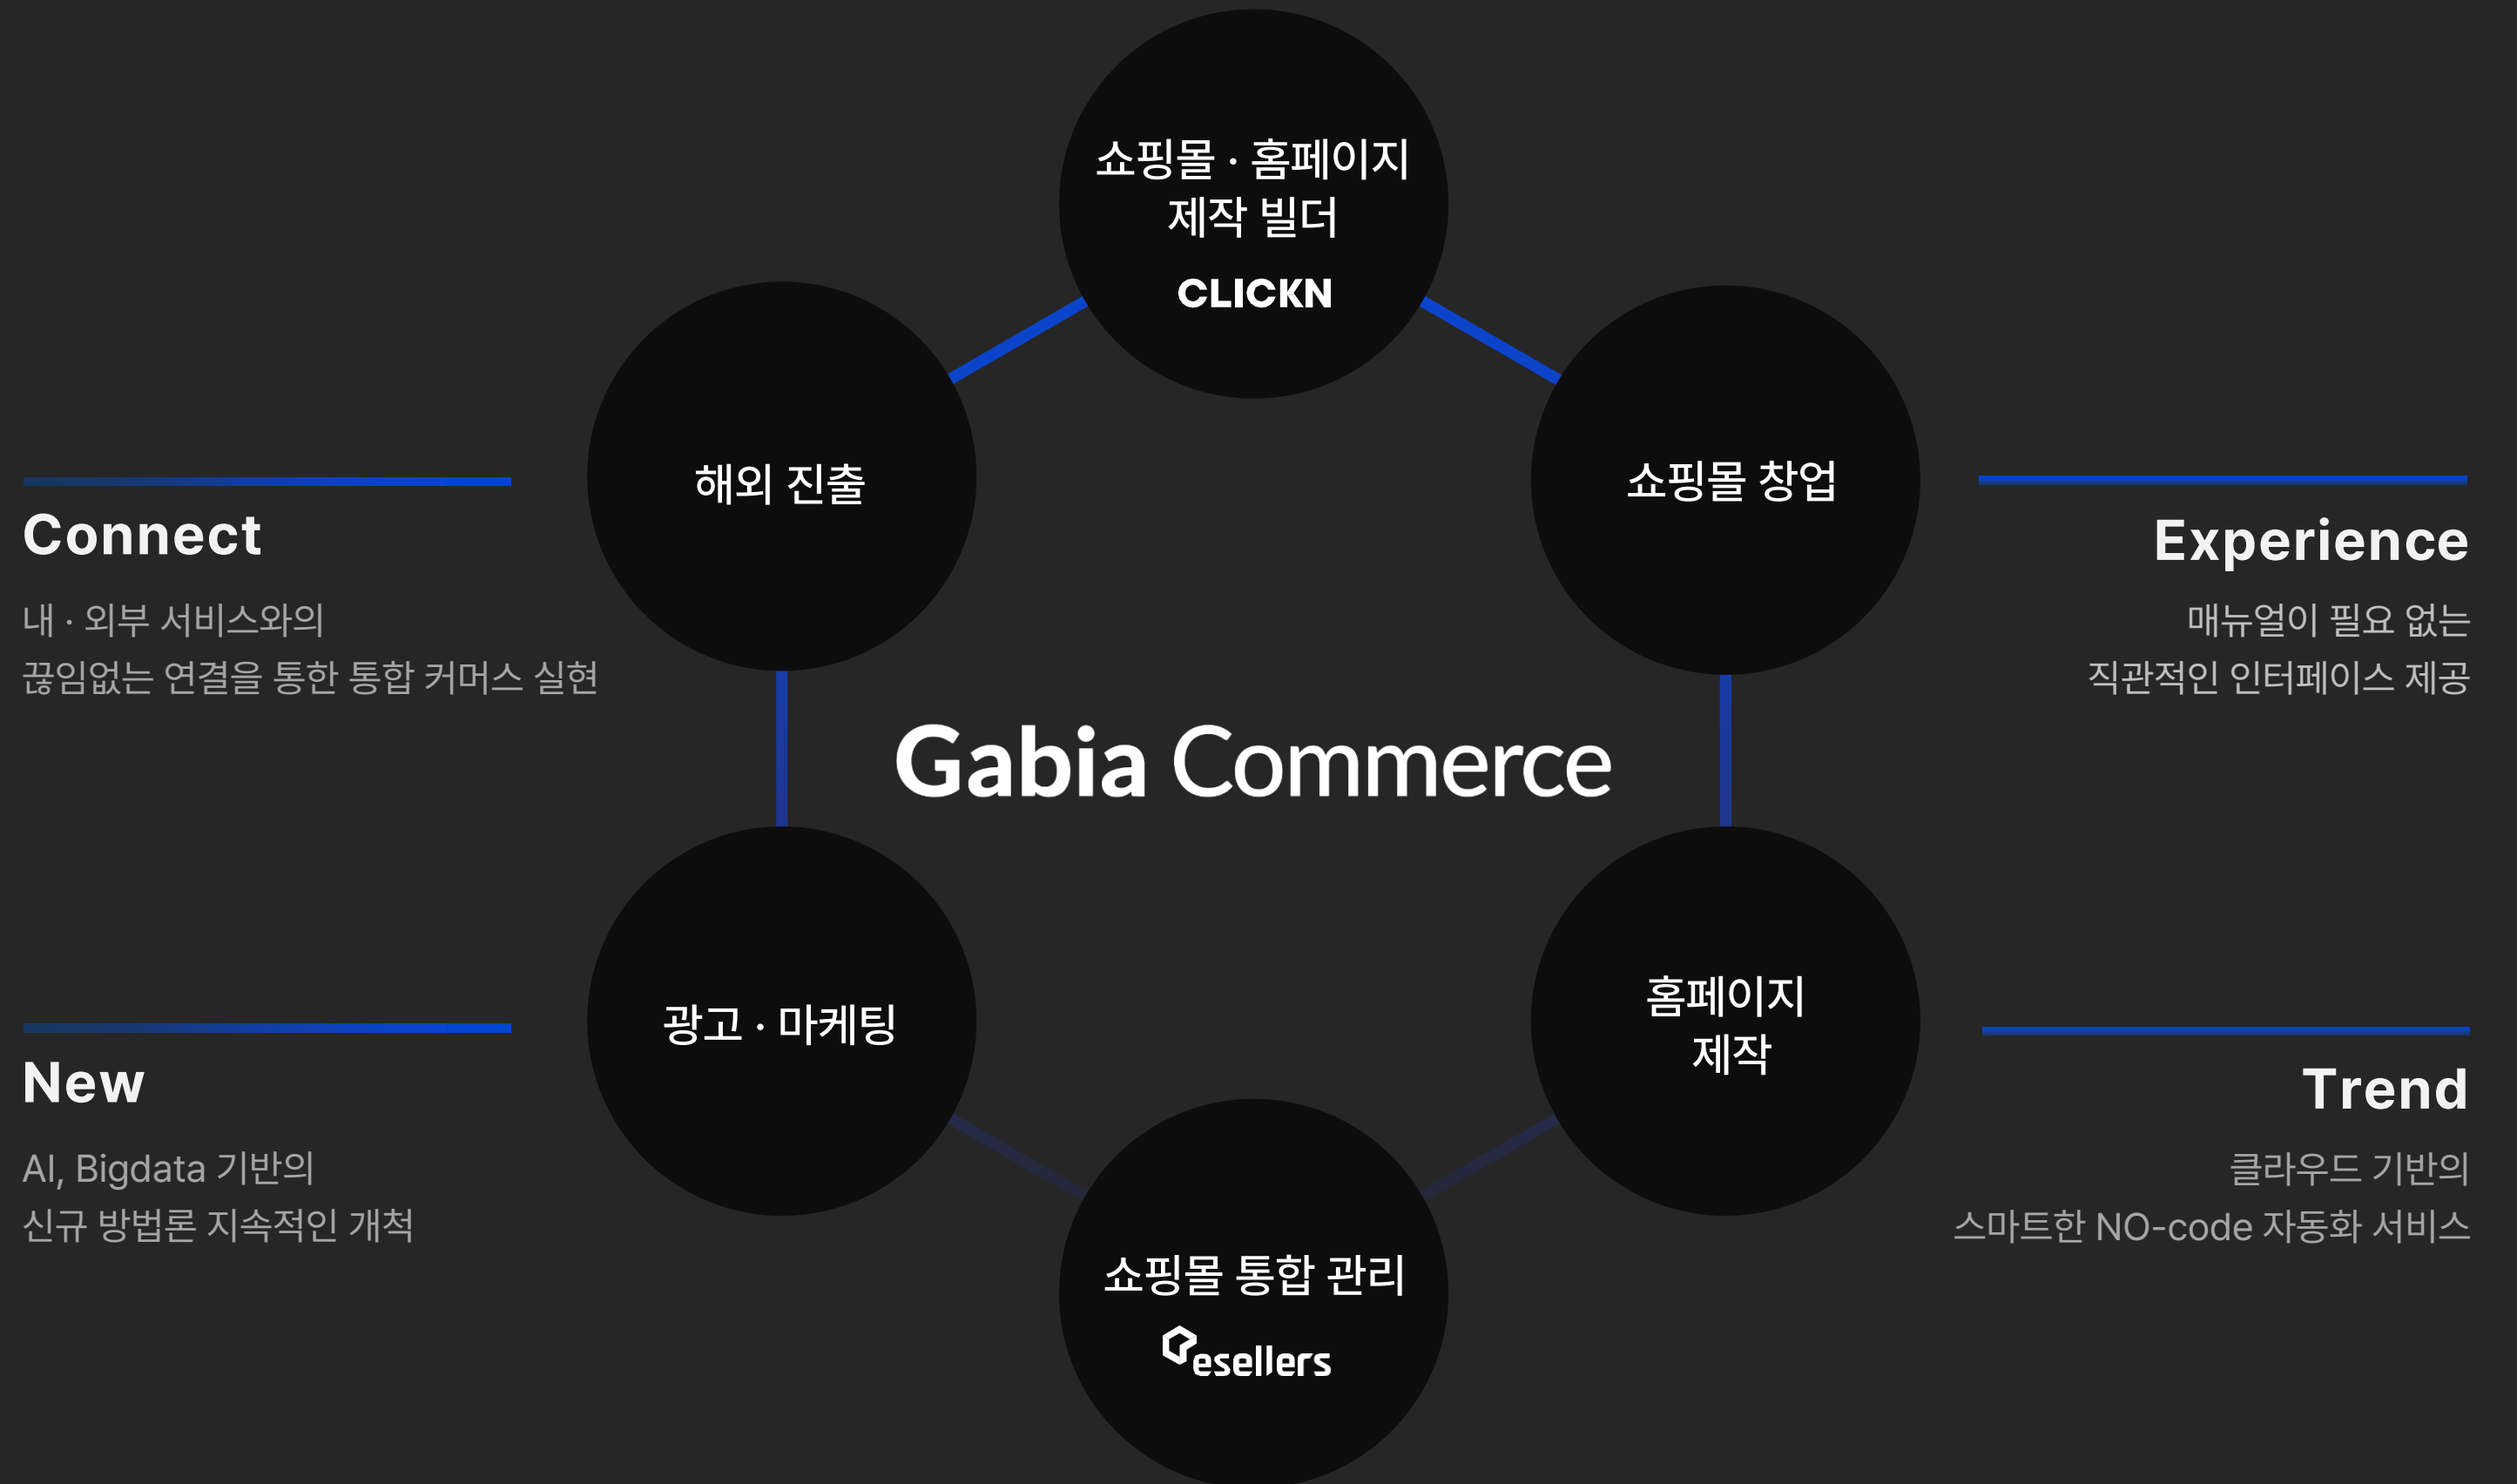 쇼핑몰 · 홈페이지
제작 빌더
CLICKN
해외 진출
쇼핑몰 창업
Connect
내 · 외부 서비스와의
끊임없는 연결을 통한 통합 커머스 실현
Experience
매뉴얼이 필요 없는
직관적인 인터페이스 제공
Gabia Commerce
광고 · 마케팅
홈페이지
제작
New
AI, Bigdata 기반의
신규 방법론 지속적인 개척
Trend
클라우드 기반의
스마트한 NO-code 자동화 서비스
쇼핑몰 통합 관리
esellers